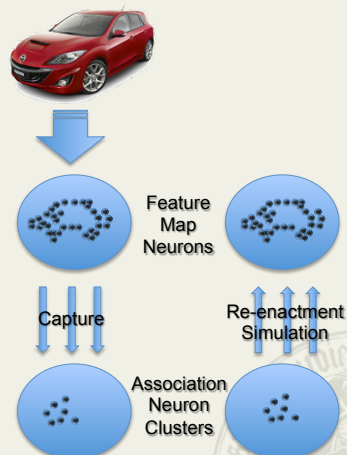 Feature
Map
Neurons
Capture
Re-enactment
Simulation
Association
Neuron
Clusters